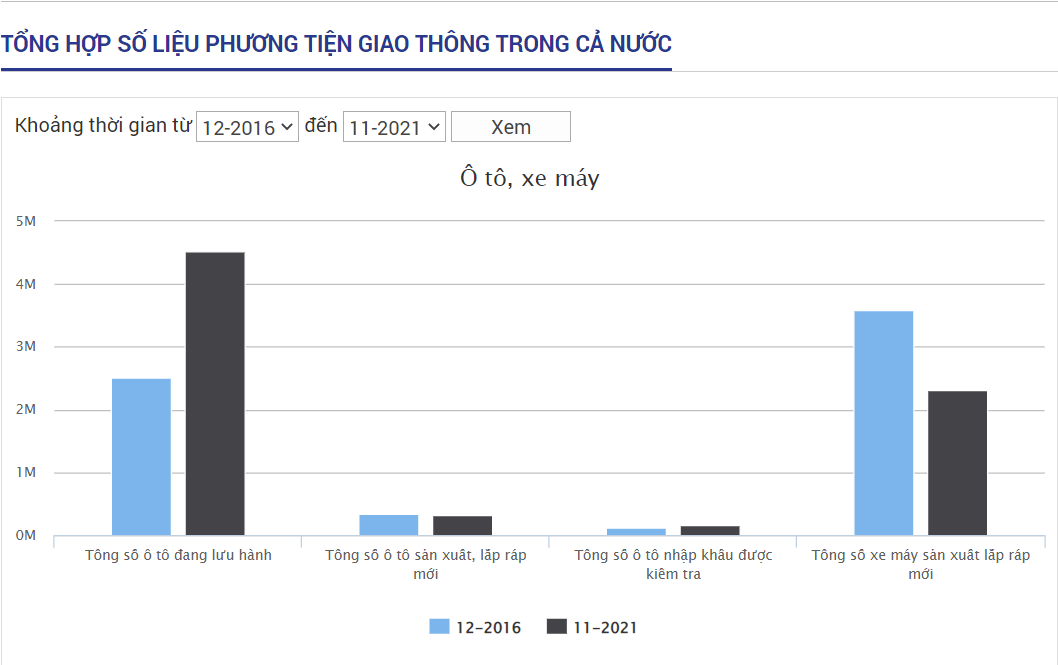 TỔNG HỢP SỐ LIỆU PHƯƠNG TIỆN GIAO THÔNG TRONG CẢ NƯỚC
Khoảng thời gian từ 12-2016 đến 11-2021 Xem
Ô tô, xe máy
5M
4M
3M
2M
1M
0M
Tổng số ô tô đang lưu hành
Tổng số ô tô sản xuất, lắp ráp
mới
Tổng số ô tô nhập khẩu được
kiểm tra
Tổng số xe máy sản xuất lắp ráp
mới
12-2016 11-2021